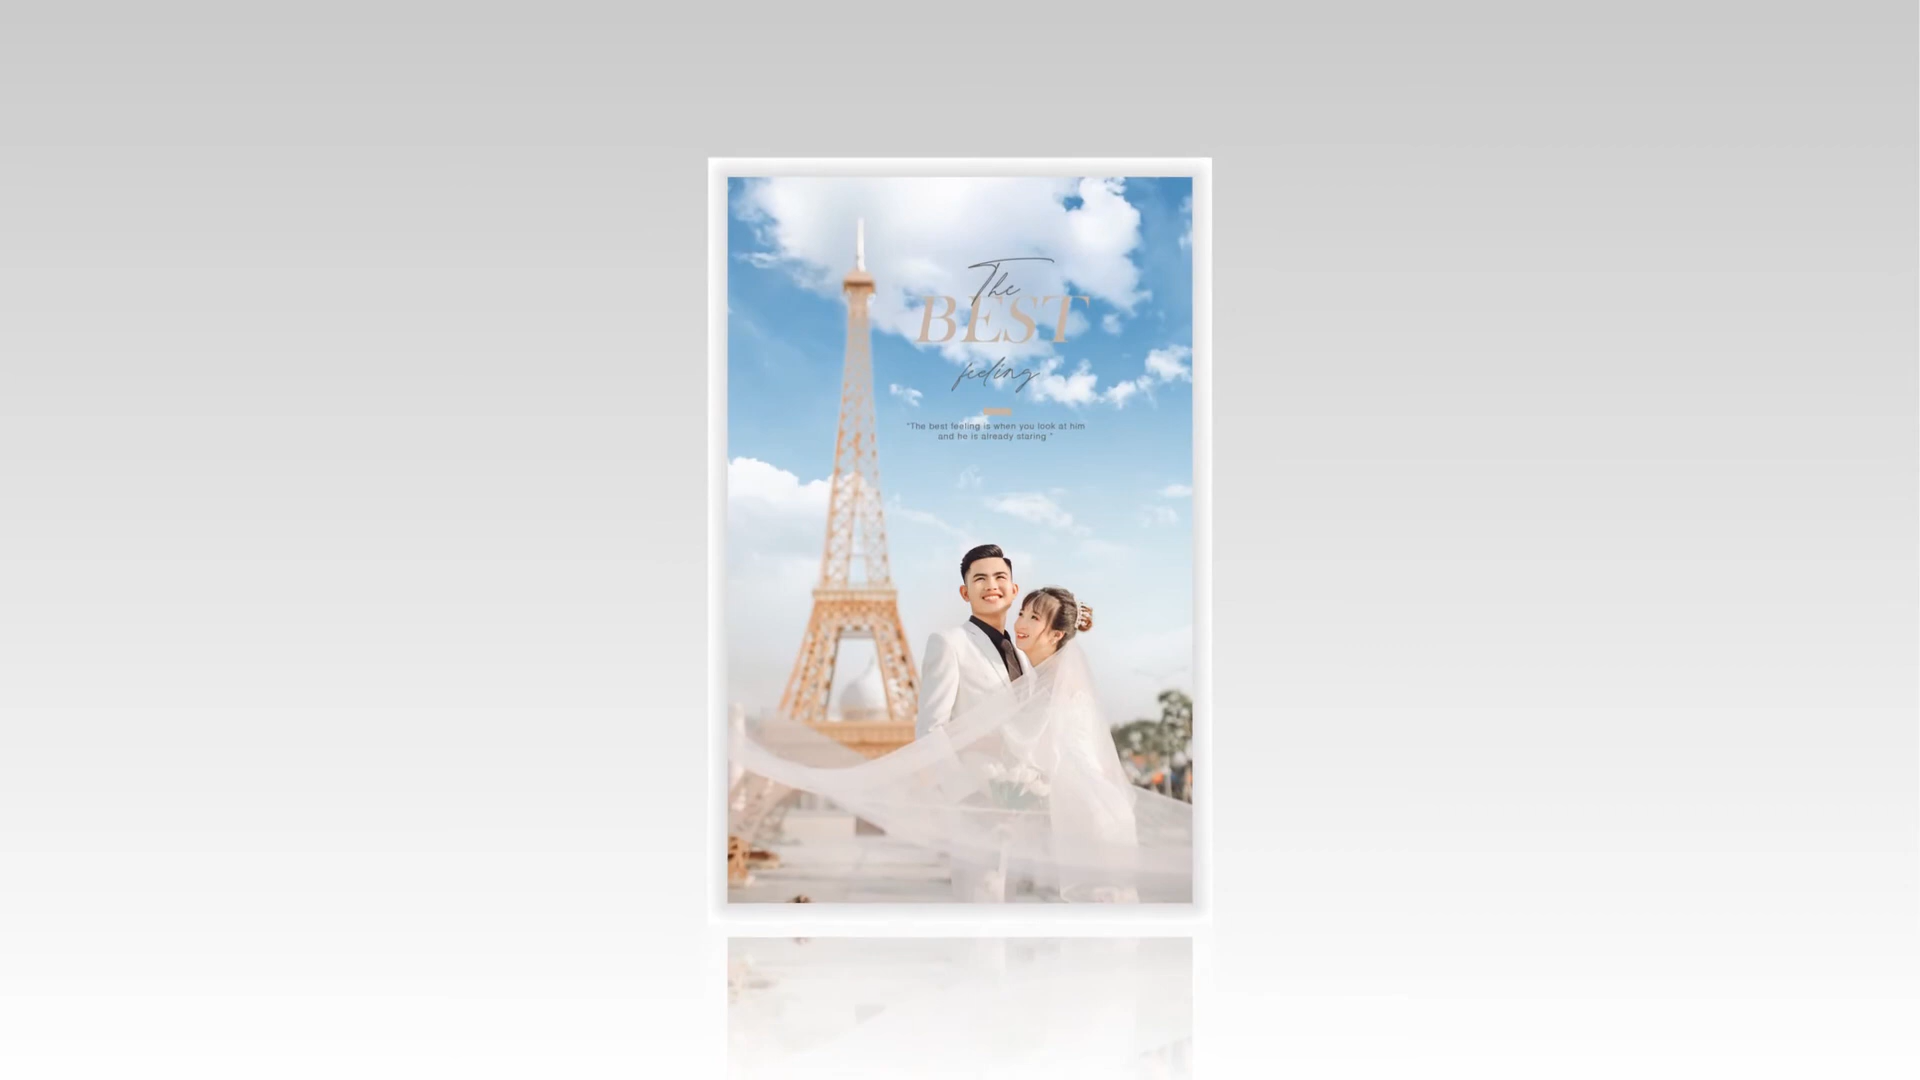 The
BEST
feeling
"The best feeling is when you look at him
and he is already staring "